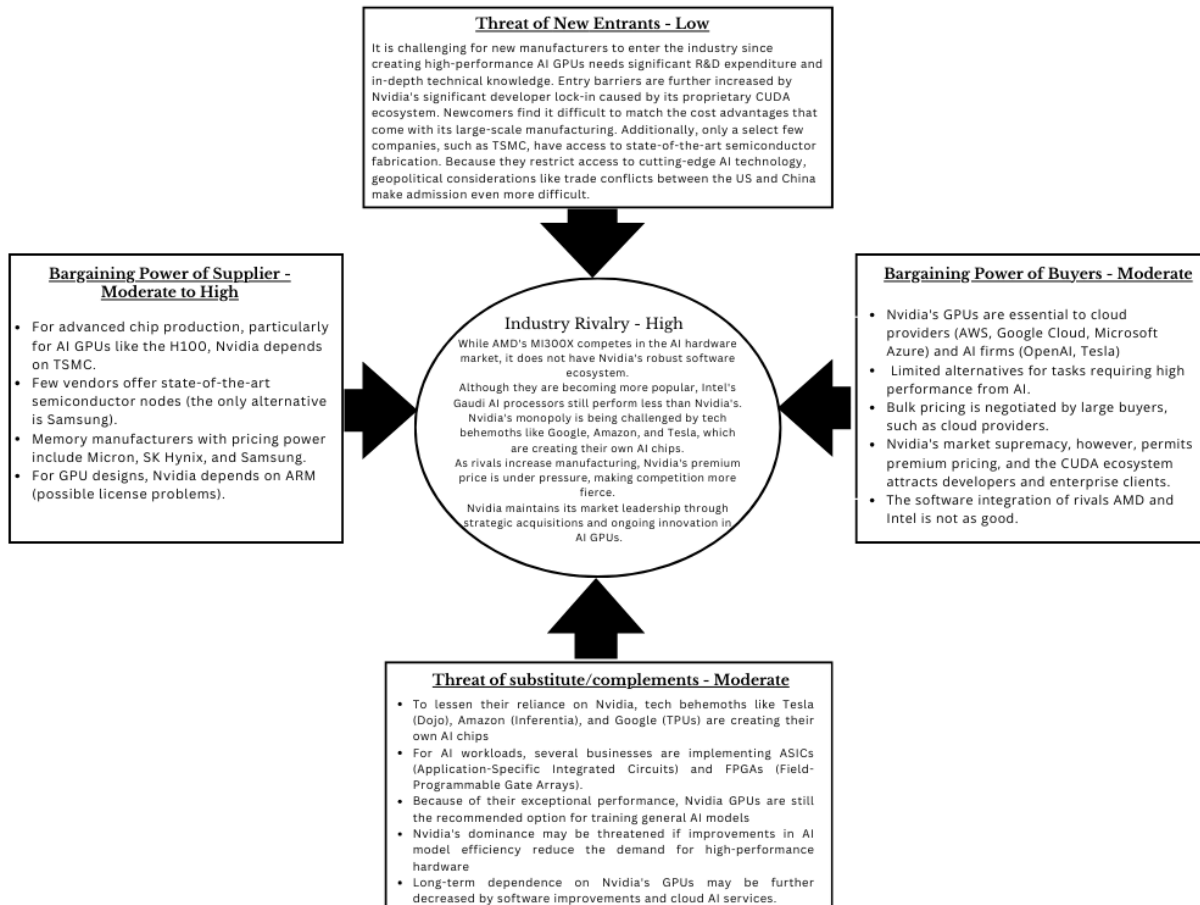 Threat of New Entrants - Low
It is challenging for new manufacturers to enter the industry since
creating high-performance AI GPUs needs significant R&D expenditure and
in-depth technical knowledge. Entry barriers are further increased by
Nvidia's significant developer lock-in caused by its proprietary CUDA
ecosystem. Newcomers find it difficult to match the cost advantages that
come with its large-scale manufacturing. Additionally, only a select few
companies, such as TSMC, have access to state-of-the-art semiconductor
fabrication. Because they restrict access to cutting-edge AI technology,
geopolitical considerations like trade conflicts between the US and China
make admission even more difficult.
Bargaining Power of Supplier -
Moderate to High
• For advanced chip production, particularly
for AI GPUs like the H100, Nvidia depends
on TSMC.
• Few vendors offer state-of-the-art
semiconductor nodes (the only alternative
is Samsung).
• Memory manufacturers with pricing power
include Micron, SK Hynix, and Samsung.
• For GPU designs, Nvidia depends on ARM
(possible license problems).
Industry Rivalry - High
While AMD's MI300X competes in the AI hardware
market, it does not have Nvidia's robust software
ecosystem.
Although they are becoming more popular, Intel's
Gaudi AI processors still perform less than Nvidia's.
Nvidia's monopoly is being challenged by tech
behemoths like Google, Amazon, and Tesla, which
are creating their own AI chips.
As rivals increase manufacturing, Nvidia's premium
price is under pressure, making competition more
fierce.
Nvidia maintains its market leadership through
strategic acquisitions and ongoing innovation in
AI GPUs.
Bargaining Power of Buyers - Moderate
• Nvidia's GPUs are essential to cloud
providers (AWS, Google Cloud, Microsoft
Azure) and AI firms (OpenAI, Tesla)
• Limited alternatives for tasks requiring high
performance from AI.
• Bulk pricing is negotiated by large buyers,
such as cloud providers.
• Nvidia's market supremacy, however, permits
premium pricing, and the CUDA ecosystem
attracts developers and enterprise clients.
• The software integration of rivals AMD and
Intel is not as good.
Threat of substitute/complements - Moderate
• To lessen their reliance on Nvidia, tech behemoths like Tesla
(Dojo), Amazon (Inferentia), and Google (TPUs) are creating their
own AI chips
• For AI workloads, several businesses are implementing ASICs
(Application-Specific Integrated Circuits) and FPGAs (Field-
Programmable Gate Arrays).
• Because of their exceptional performance, Nvidia GPUs are still
the recommended option for training general AI models
• Nvidia's dominance may be threatened if improvements in AI
model efficiency reduce the demand for high-performance
hardware
• Long-term dependence on Nvidia's GPUs may be further
decreased by software improvements and cloud AI services.